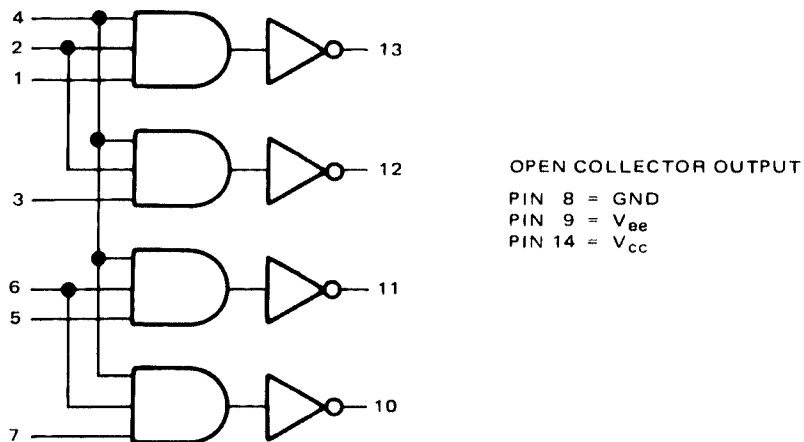 4
2
1
13
3
12
OPEN COLLECTOR OUTPUT
PIN 8 = GND
PIN 9 = Vee
PIN 14 = Vcc
6
5
11
7
10